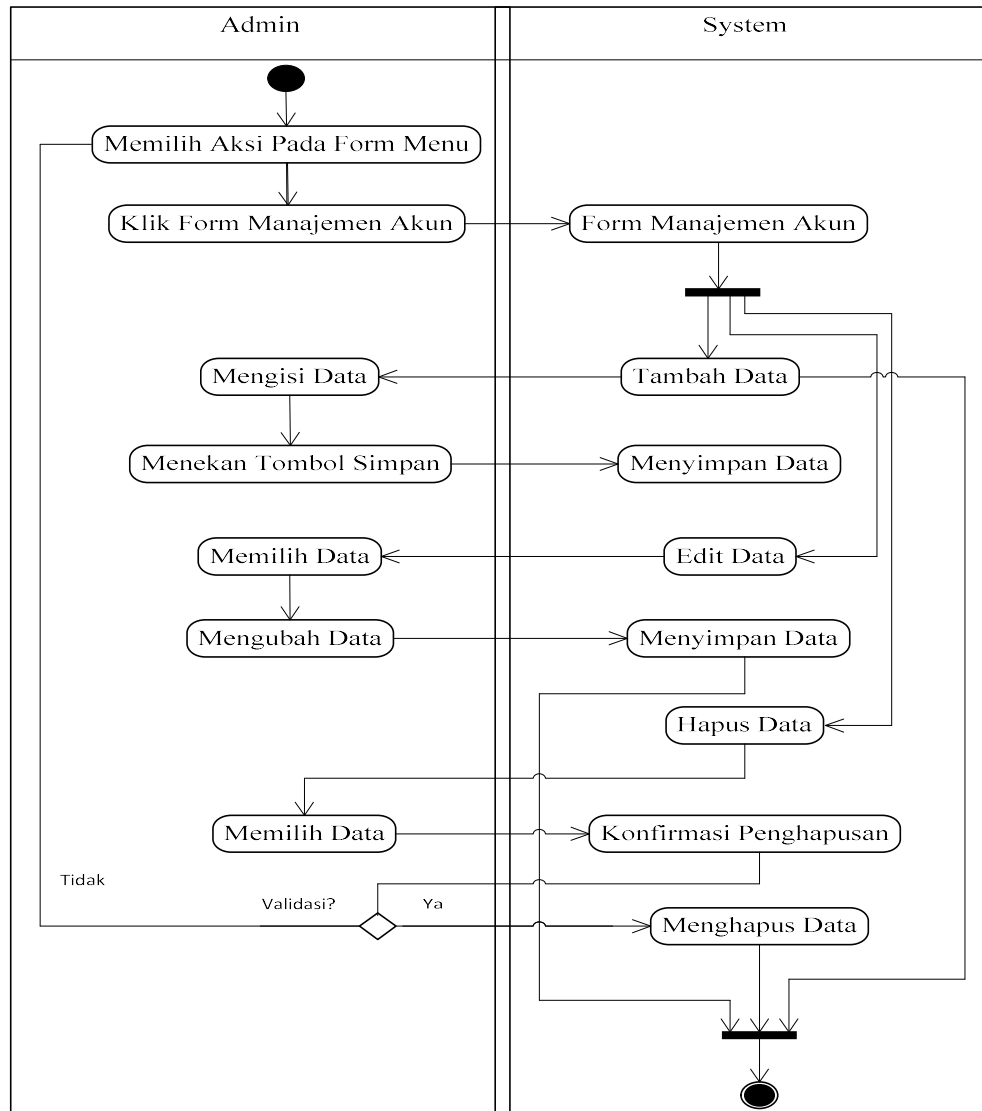 Admin
System
Memilih Aksi Pada Form Menu
Klik Form Manajemen Akun
Form Manajemen Akun
Mengisi Data
Tambah Data
Menekan Tombol Simpan
Menyimpan Data
Memilih Data
Edit Data
Mengubah Data
Menyimpan Data
Hapus Data
Memilih Data
Konfirmasi Penghapusan
Tidak
Validasi?
Ya
Menghapus Data